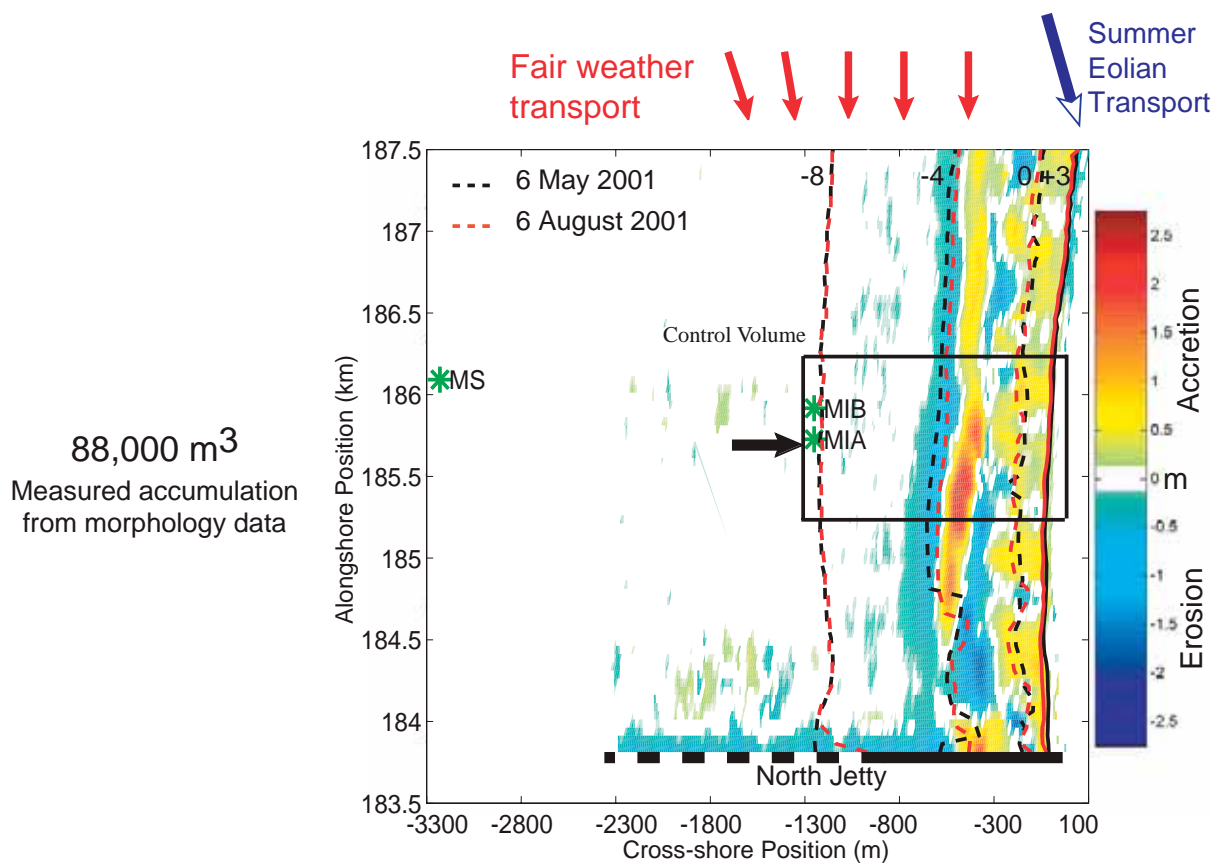 Fair weather
transport
Summer
Eolian
Transport
187.5
187
186.5
186
185.5
185
184.5
184
183.5
Alongshore Position (km)
6 May 2001
6 August 2001
-8
-4
0
+3
Control Volume
MS
MIB
MIA
88,000 m3
Measured accumulation
from morphology data
North Jetty
-3300
-2800
-2300
-1800
-1300
-800
-300
100
Cross-shore Position (m)
2.5
2
1.5
1
0.5
0
m
-0.5
-1
-1.5
-2
-2.5
Accretion
Erosion